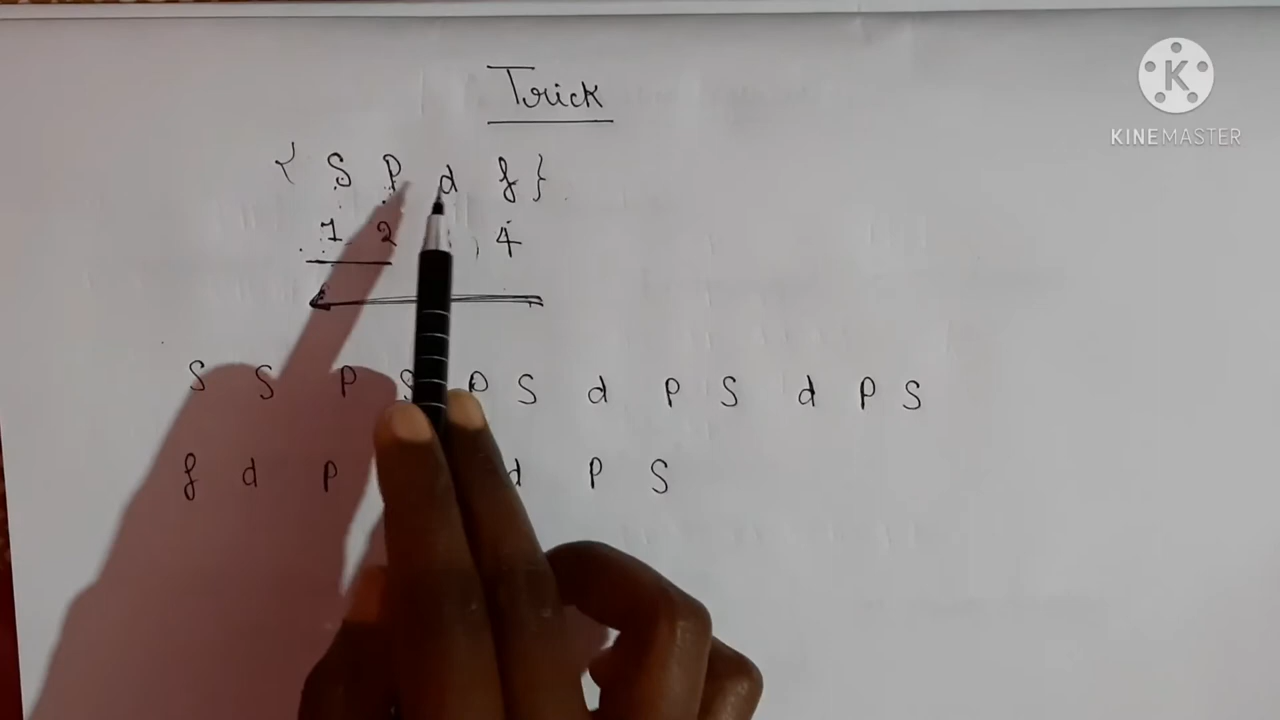 Trick
{ S P d f }
1 2 4
S S P S P S d P S d P S
f d P d P S
KINEMASTER